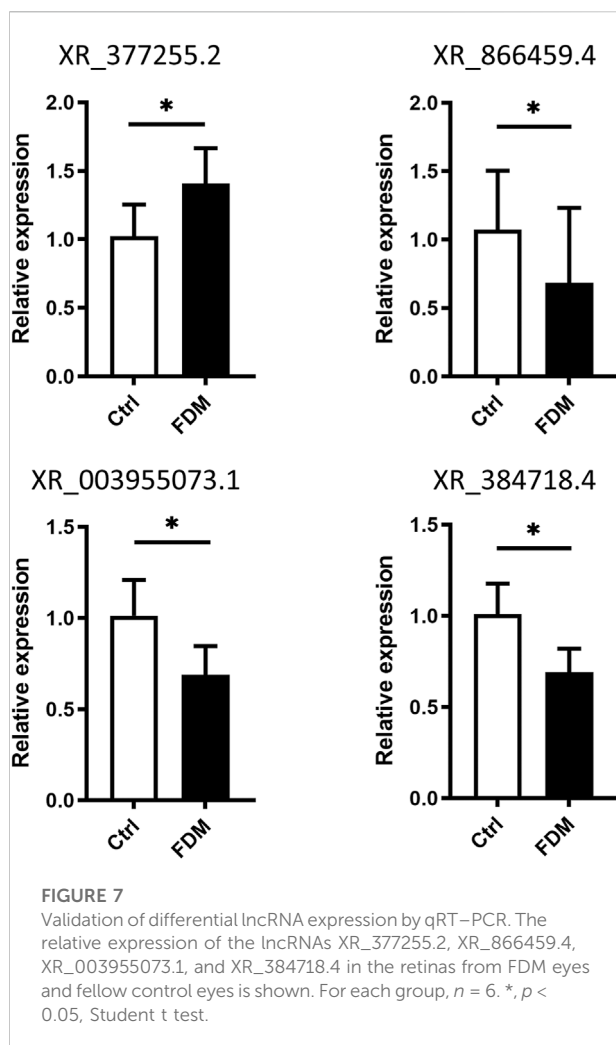 XR_377255.2
*
Relative expression
2.0
1.5
1.0
0.5
0.0
Ctrl
FDM
XR_866459.4
*
Relative expression
2.0
1.5
1.0
0.5
0.0
Ctrl
FDM
XR_003955073.1
*
Relative expression
1.5
1.0
0.5
0.0
Ctrl
FDM
XR_384718.4
*
Relative expression
1.5
1.0
0.5
0.0
Ctrl
FDM
FIGURE 7
Validation of differential lncRNA expression by qRT–PCR. The
relative expression of the lncRNAs XR_377255.2, XR_866459.4,
XR_003955073.1, and XR_384718.4 in the retinas from FDM eyes
and fellow control eyes is shown. For each group, n = 6. *, p <
0.05, Student t test.